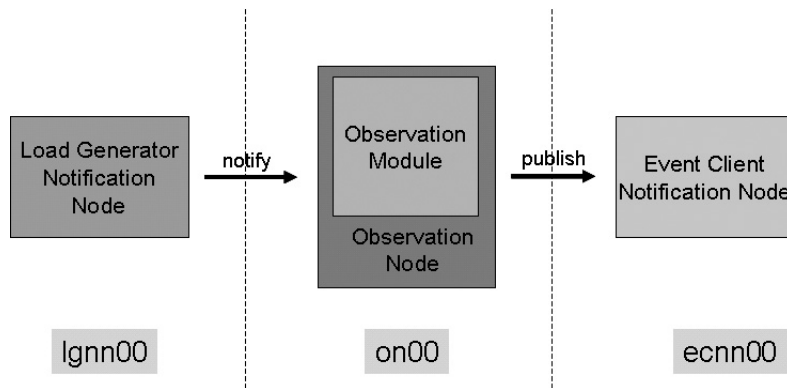 Load Generator
Notification
Node
notify
Observation
Module
Observation
Node
publish
Event Client
Notification Node
lgnn00
on00
ecnn00